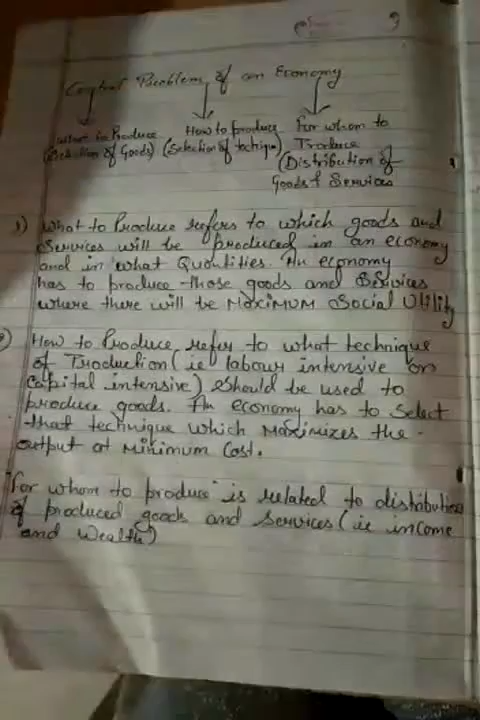 Central Problems of an Economy
What to Produce How to produce For whom to
(Selection of Goods) (Selection of techique) Produce
(Distribution of
Goods & Services
1) What to Produce refers to which goods and
Services will be produced in an economy
and in what Quantities. An economy
has to produce those goods and Services
where there will be MAXIMUM Social Utility
2) How to Produce refer to what technique
of Production (ie labour intensive or
Capital intensive) should be used to
produce goods. An economy has to select
that technique which Maximizes the
output at Minimum Cost.
"For whom to produce" is related to distribution
of produced goods and services (ie income
and Wealth)